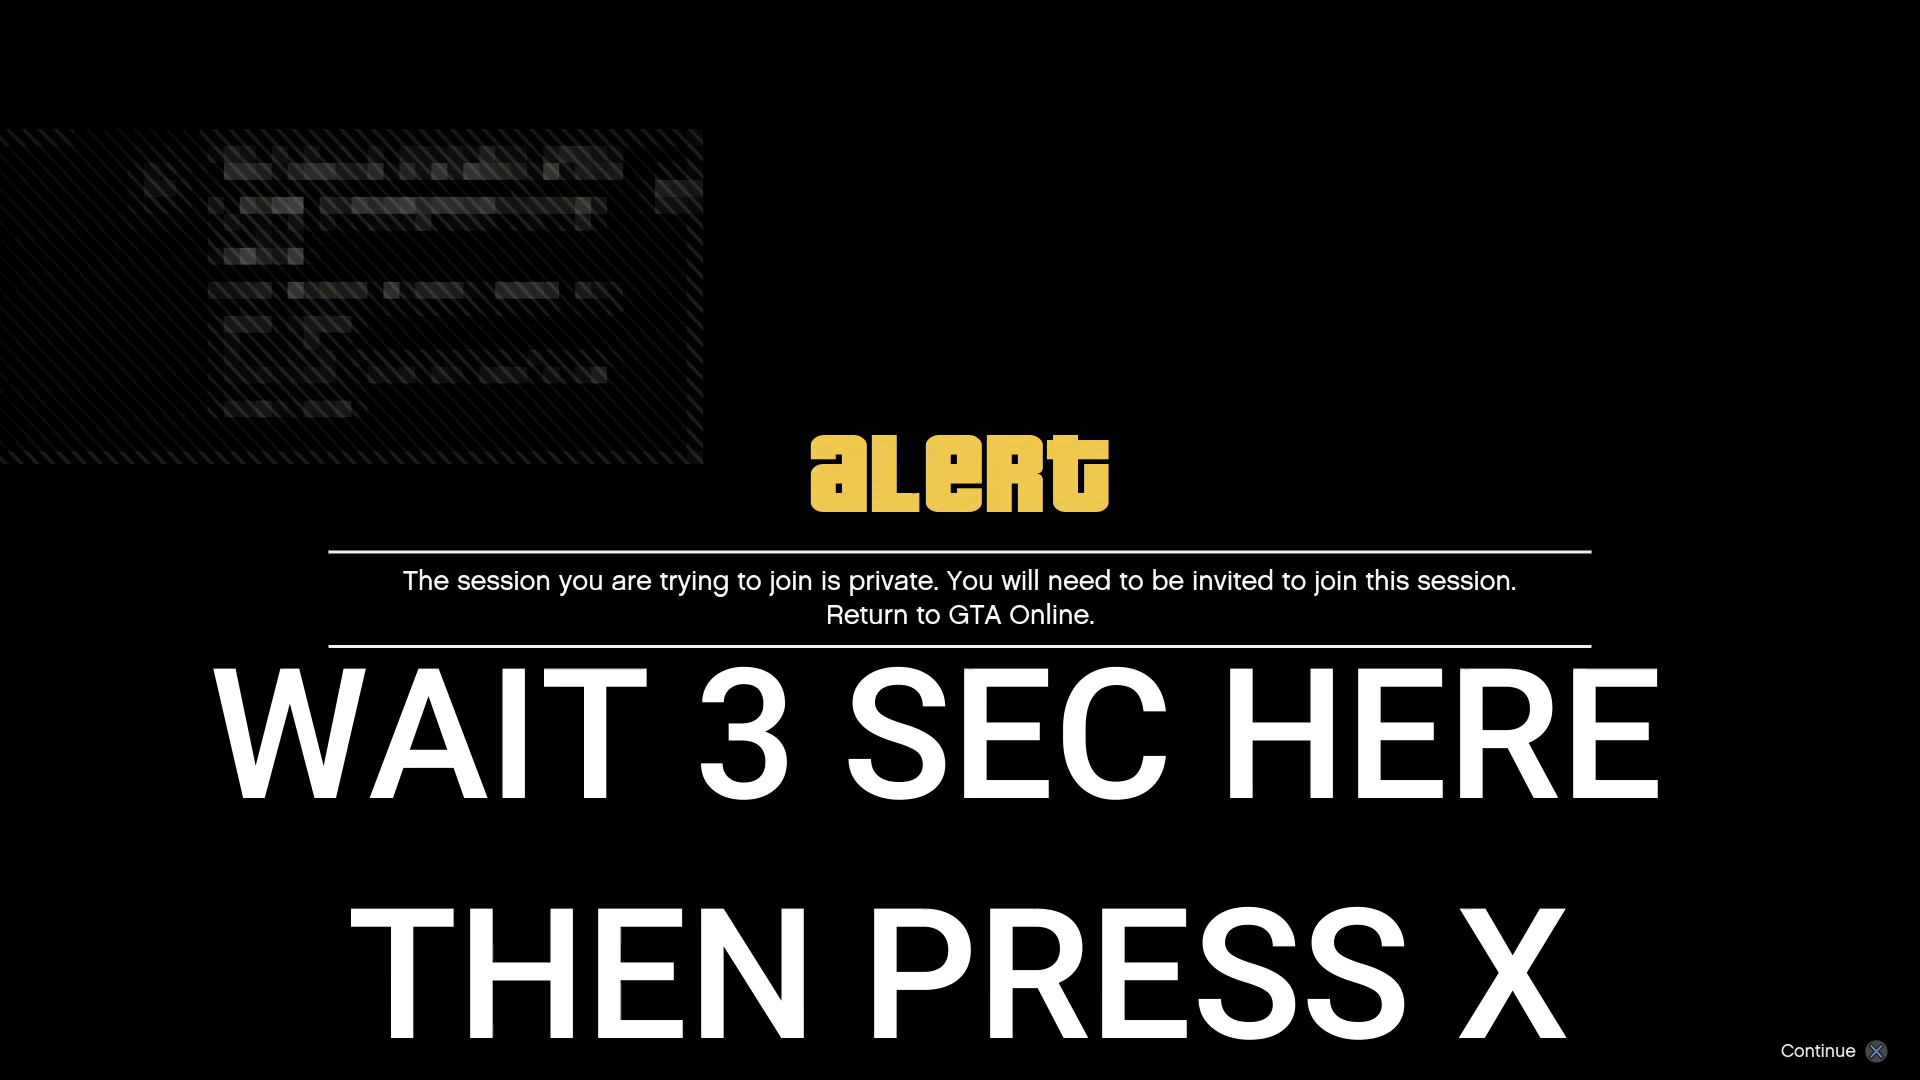 aLeRt
The session you are trying to join is private. You will need to be invited to join this session.
Return to GTA Online.
WAIT 3 SEC HERE
THEN PRESS X
Continue